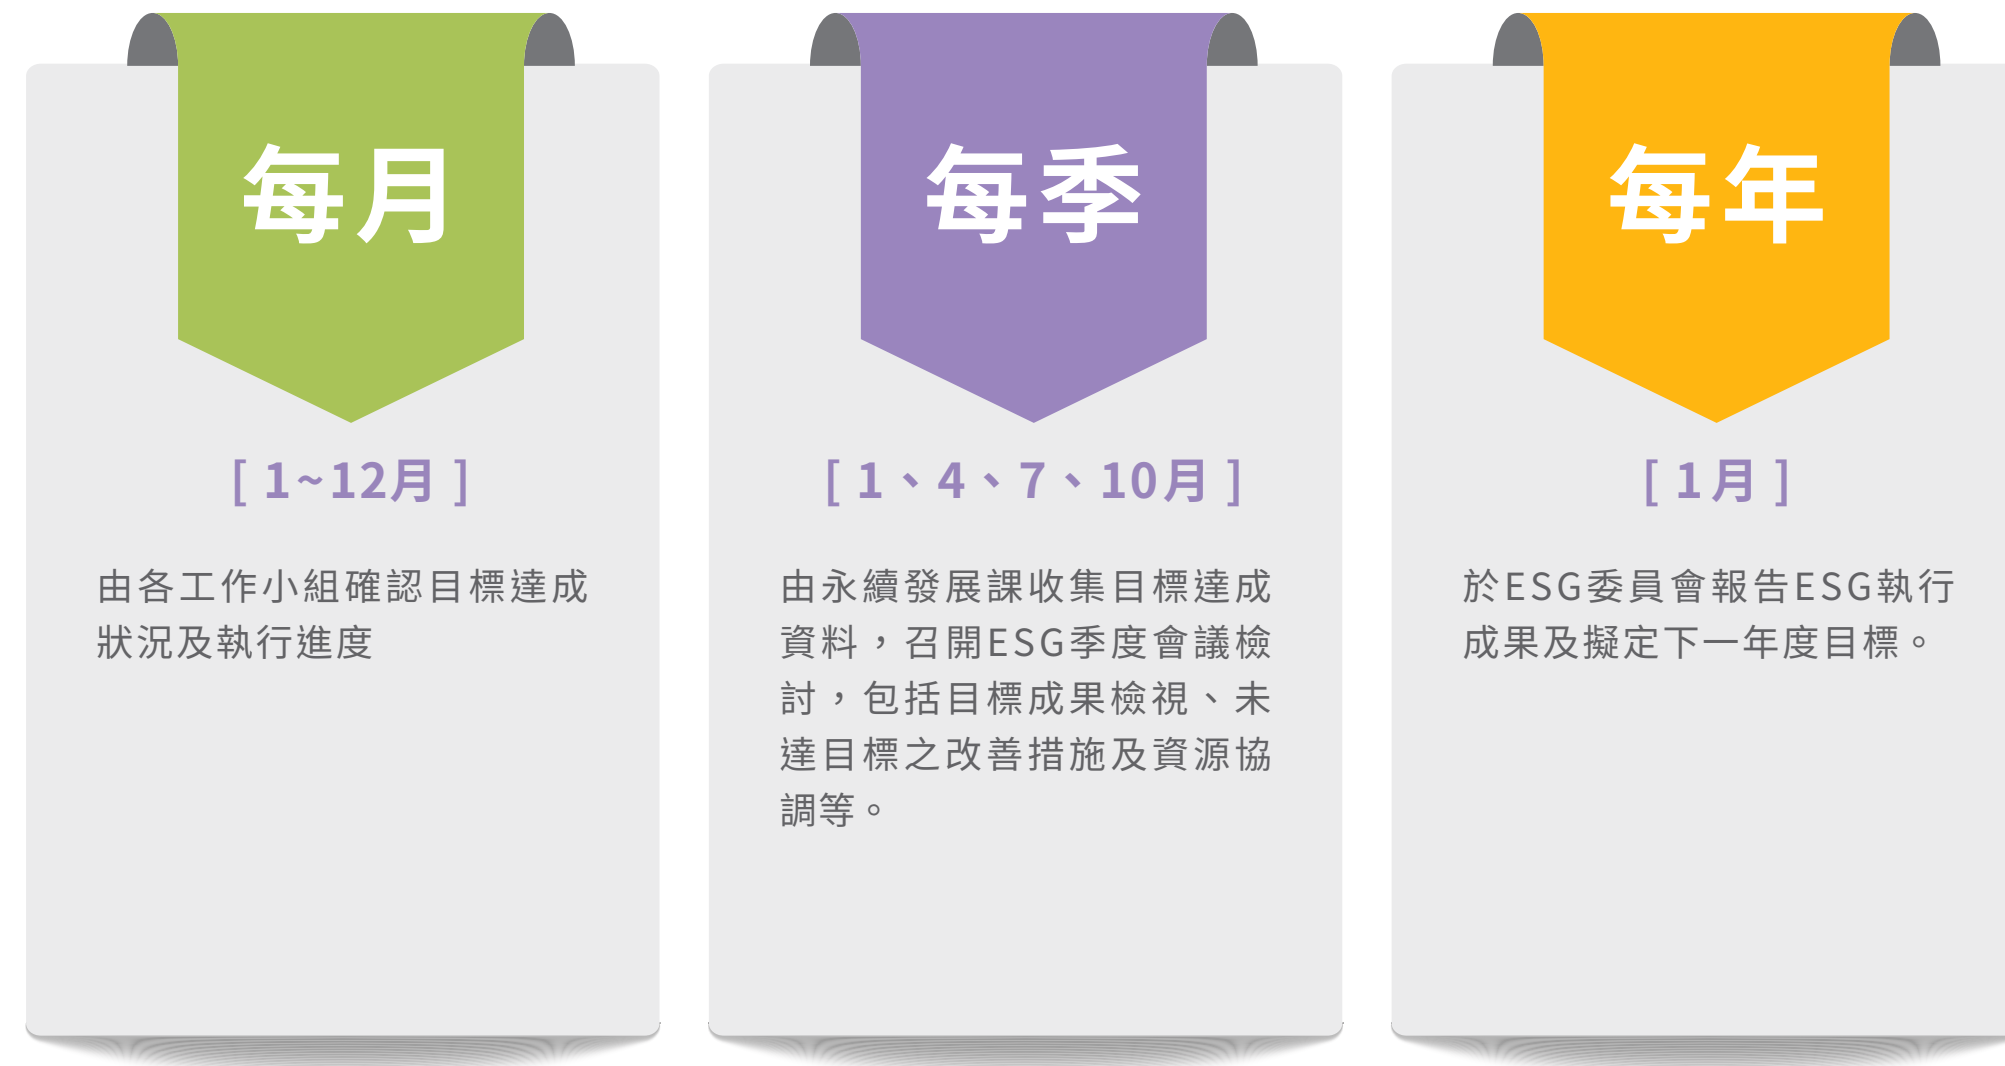 每月
[ 1~12月 ]
由各工作小組確認目標達成
狀況及執行進度
每季
[ 1、4、7、10月 ]
由永續發展課收集目標達成
資料，召開ESG季度會議檢
討，包括目標成果檢視、未
達目標之改善措施及資源協
調等。
每年
[ 1月 ]
於ESG委員會報告ESG執行
成果及擬定下一年度目標。